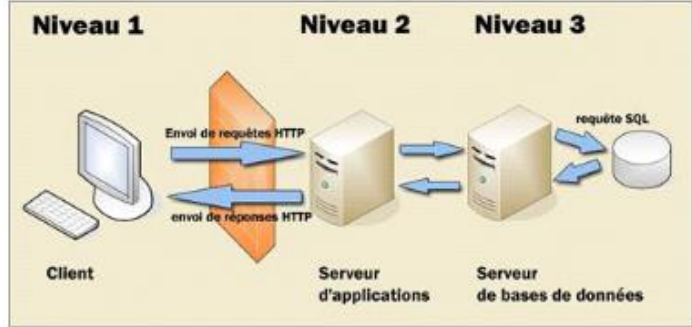 Niveau 1
Niveau 2
Niveau 3
Envoi de requêtes HTTP
requête SQL
envoi de réponses HTTP
Client
Serveur
d'applications
Serveur
de bases de données